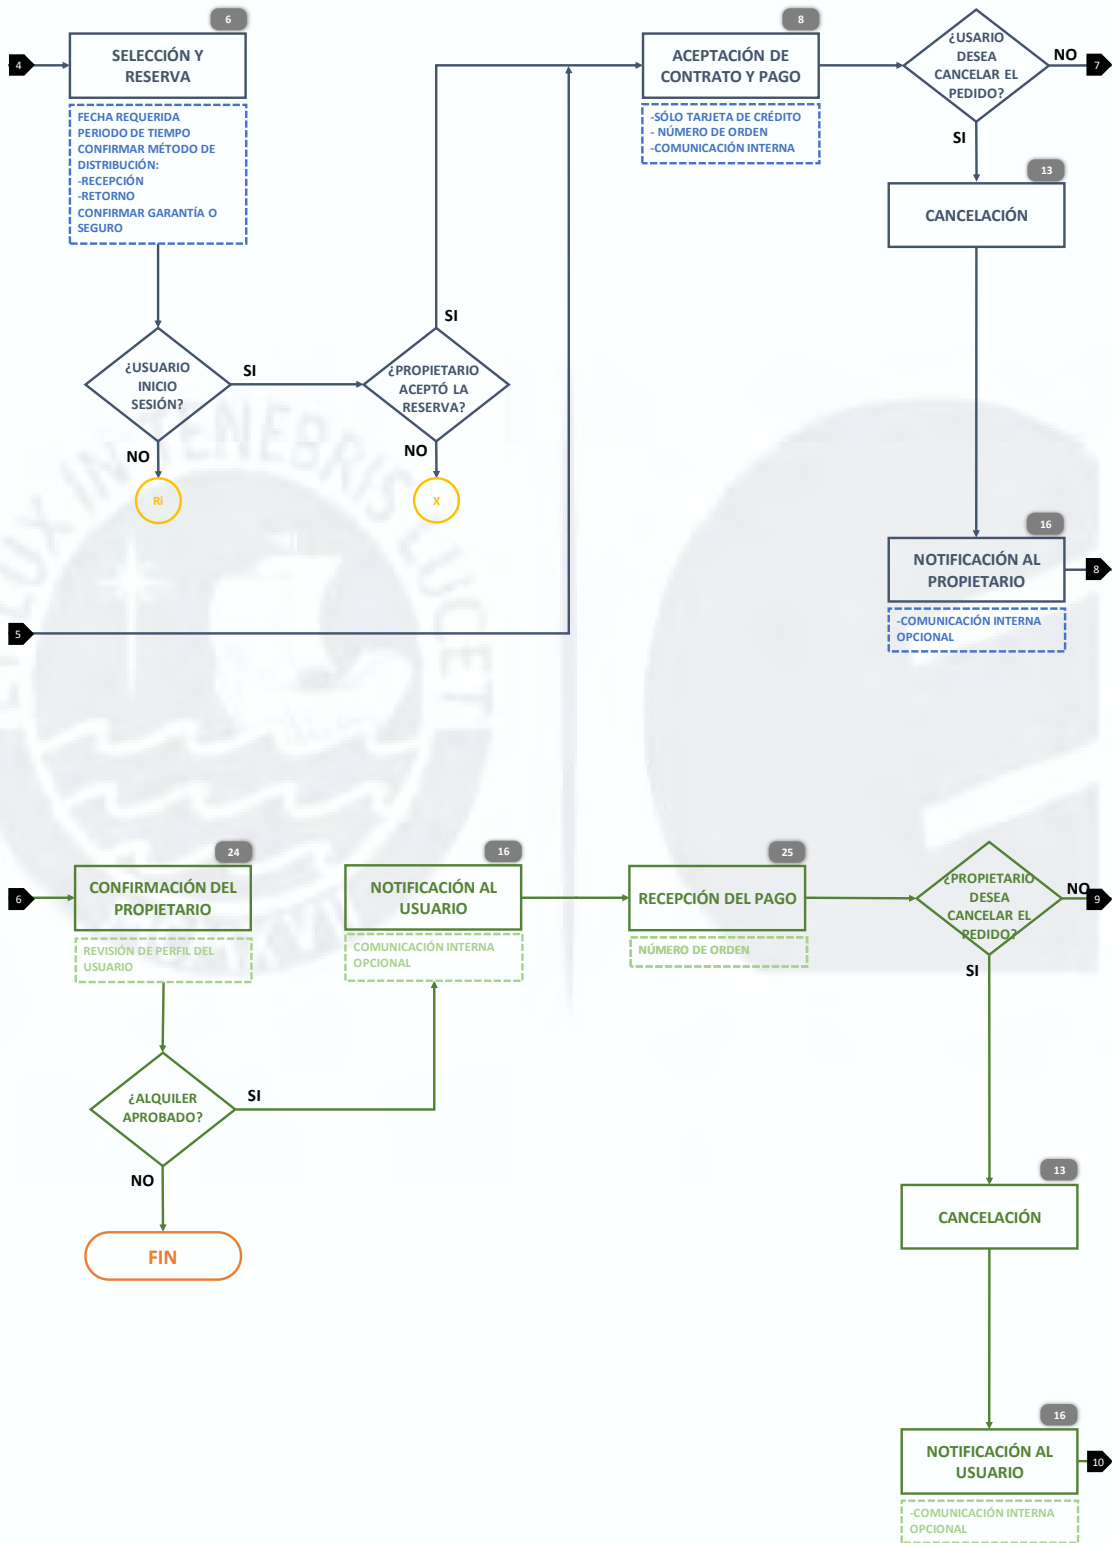 6
4
SELECCIÓN Y
RESERVA
FECHA REQUERIDA
PERIODO DE TIEMPO
CONFIRMAR MÉTODO DE
DISTRIBUCIÓN:
-RECEPCIÓN
-RETORNO
CONFIRMAR GARANTÍA O
SEGURO
8
ACEPTACIÓN DE
CONTRATO Y PAGO
-SÓLO TARJETA DE CRÉDITO
- NÚMERO DE ORDEN
-COMUNICACIÓN INTERNA
¿USARIO
DESEA
CANCELAR EL
PEDIDO?
NO
7
SI
13
CANCELACIÓN
¿USUARIO
INICIO
SESIÓN?
SI
NO
Ri
¿PROPIETARIO
ACEPTÓ LA
RESERVA?
SI
NO
X
16
NOTIFICACIÓN AL
PROPIETARIO
8
-COMUNICACIÓN INTERNA
OPCIONAL
5
ET LUX IN TENEBRIS LUCET
24
6
CONFIRMACIÓN DEL
PROPIETARIO
REVISIÓN DE PERFIL DEL
USUARIO
16
NOTIFICACIÓN AL
USUARIO
COMUNICACIÓN INTERNA
OPCIONAL
25
RECEPCIÓN DEL PAGO
NÚMERO DE ORDEN
¿PROPIETARIO
DESEA
CANCELAR EL
PEDIDO?
NO
9
SI
¿ALQUILER
APROBADO?
SI
NO
FIN
13
CANCELACIÓN
16
NOTIFICACIÓN AL
USUARIO
10
-COMUNICACIÓN INTERNA
OPCIONAL